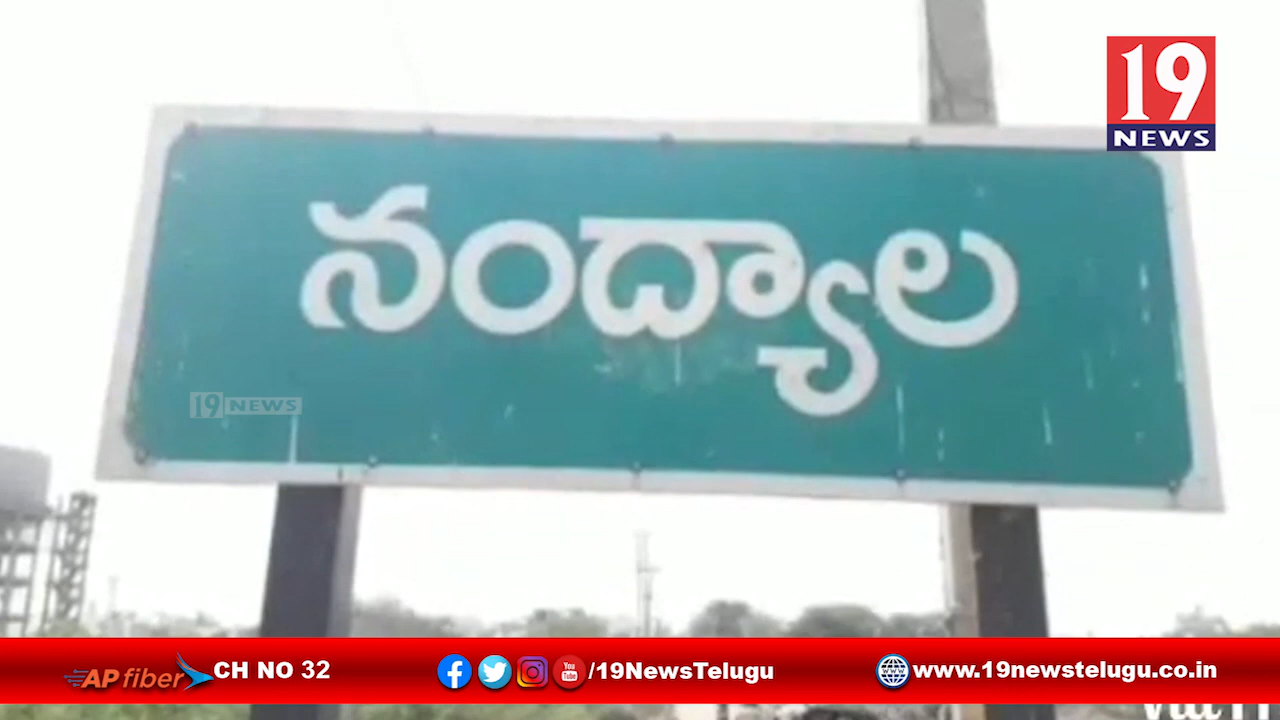 19
NEWS
నంద్యాల
19 NEWS
AP fiber CH NO 32
/19NewsTelugu
www.19newstelugu.co.in